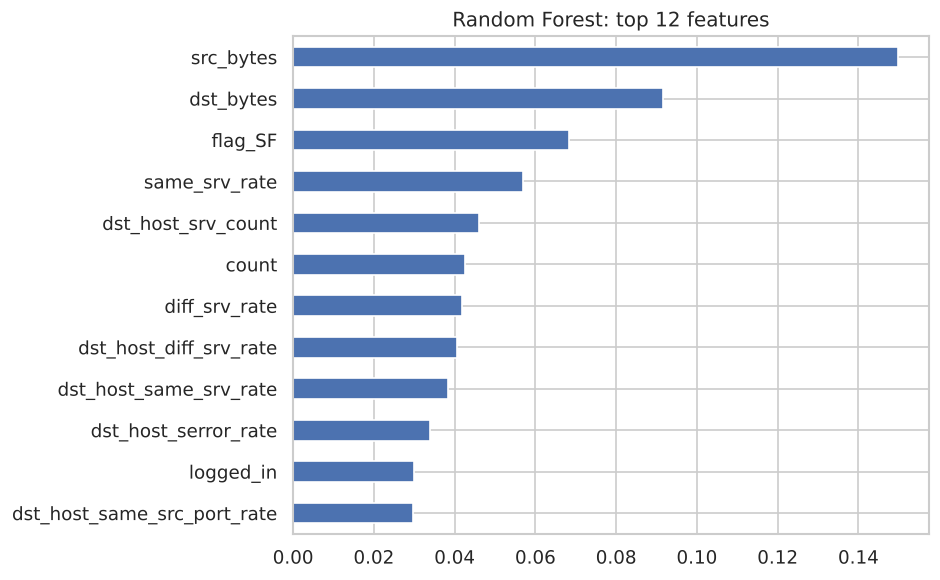 Random Forest: top 12 features
src_bytes
dst_bytes
flag_SF
same_srv_rate
dst_host_srv_count
count
diff_srv_rate
dst_host_diff_srv_rate
dst_host_same_srv_rate
dst_host_serror_rate
logged_in
dst_host_same_src_port_rate
0.00 0.02 0.04 0.06 0.08 0.10 0.12 0.14